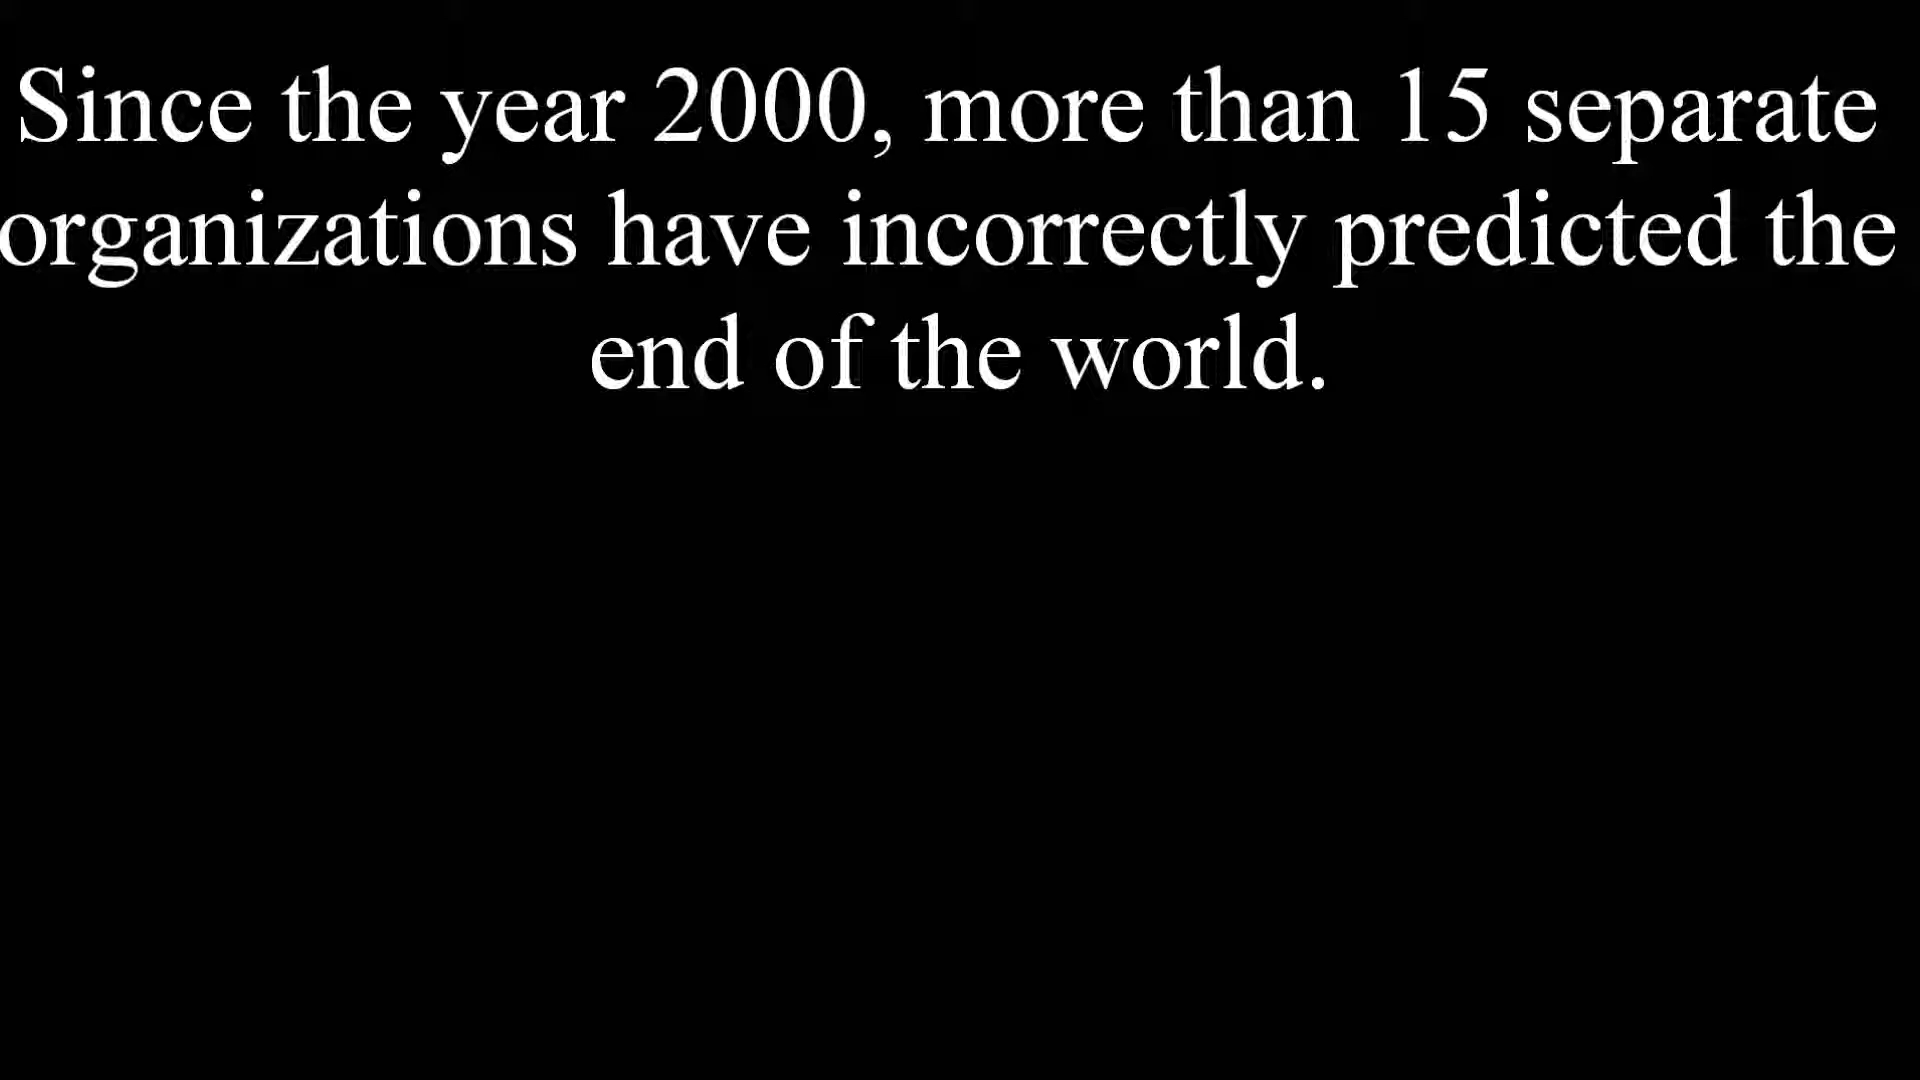 Since the year 2000, more than 15 separate
organizations have incorrectly predicted the
end of the world.